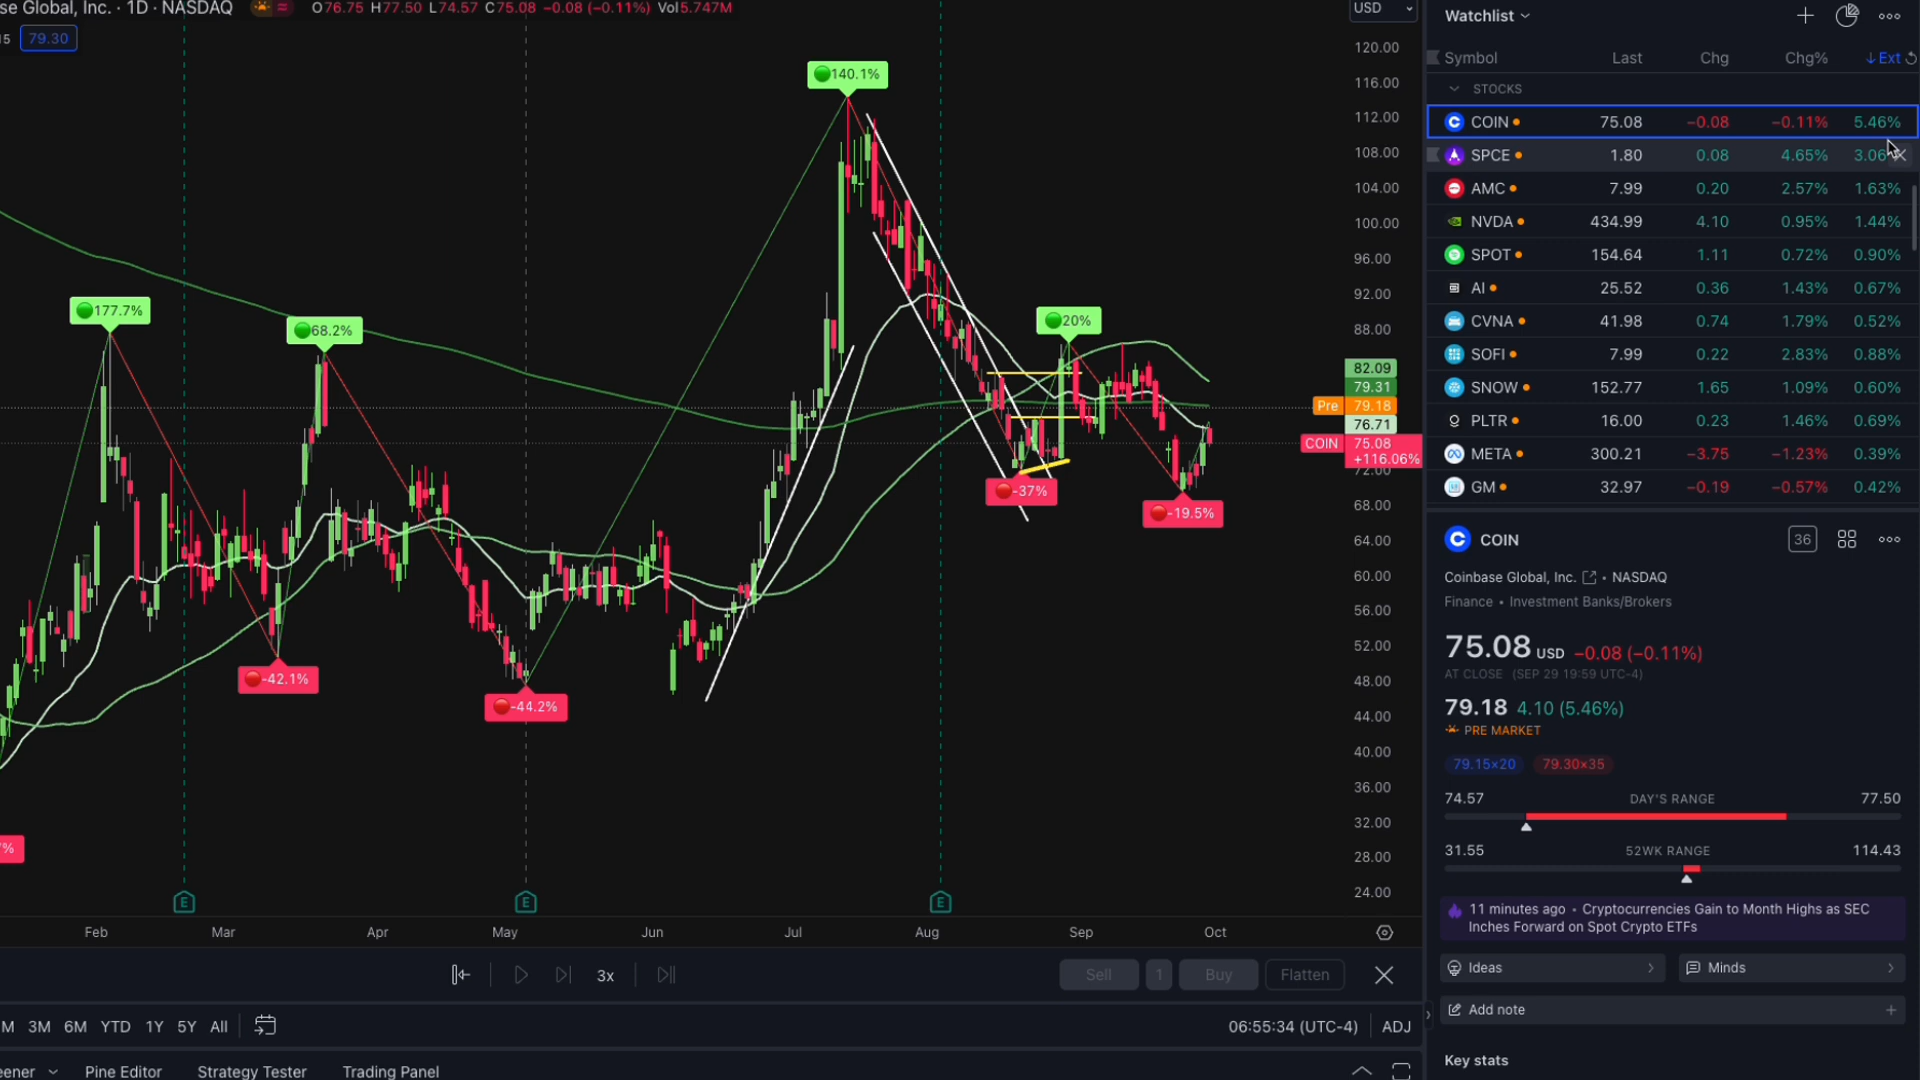 se Global, Inc. · 1D · NASDAQ O76.75 H77.50 L74.57 C75.08 −0.08 (−0.11%) Vol5.747M
USD
15 79.30
120.00
116.00
112.00
108.00
104.00
100.00
96.00
92.00
88.00
82.09
79.31
Pre 79.18
76.71
COIN 75.08
+116.06%
72.00
68.00
64.00
60.00
56.00
52.00
48.00
44.00
40.00
36.00
32.00
28.00
24.00
140.1%
177.7%
68.2%
20%
-37%
-19.5%
-42.1%
-44.2%
%
E E E
Feb Mar Apr May Jun Jul Aug Sep Oct
3x
Sell 1 Buy Flatten
M 3M 6M YTD 1Y 5Y All
06:55:34 (UTC-4) ADJ
eener Pine Editor Strategy Tester Trading Panel
Watchlist
Symbol Last Chg Chg% Ext
STOCKS
COIN 75.08 −0.08 −0.11% 5.46%
SPCE 1.80 0.08 4.65% 3.06
AMC 7.99 0.20 2.57% 1.63%
NVDA 434.99 4.10 0.95% 1.44%
SPOT 154.64 1.11 0.72% 0.90%
AI 25.52 0.36 1.43% 0.67%
CVNA 41.98 0.74 1.79% 0.52%
SOFI 7.99 0.22 2.83% 0.88%
SNOW 152.77 1.65 1.09% 0.60%
PLTR 16.00 0.23 1.46% 0.69%
META 300.21 −3.75 −1.23% 0.39%
GM 32.97 −0.19 −0.57% 0.42%
COIN
36
Coinbase Global, Inc. • NASDAQ
Finance • Investment Banks/Brokers
75.08 USD −0.08 (−0.11%)
AT CLOSE (SEP 29 19:59 UTC-4)
79.18 4.10 (5.46%)
PRE MARKET
79.15×20 79.30×35
74.57 DAY'S RANGE 77.50
31.55 52WK RANGE 114.43
11 minutes ago • Cryptocurrencies Gain to Month Highs as SEC
Inches Forward on Spot Crypto ETFs
Ideas
Minds
Add note
Key stats